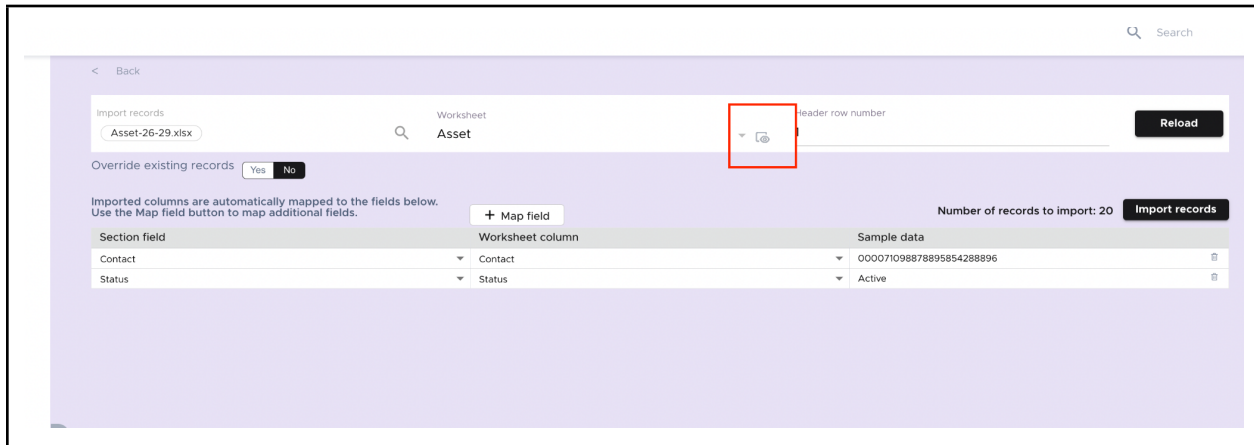 Search
< Back
Import records
Asset-26-29.xlsx
Worksheet
Asset
Header row number
1
Reload
Override existing records Yes No
Imported columns are automatically mapped to the fields below.
Use the Map field button to map additional fields.
+ Map field
Number of records to import: 20
Import records
Section field Worksheet column Sample data
Contact Contact 000071098878895854288896
Status Status Active